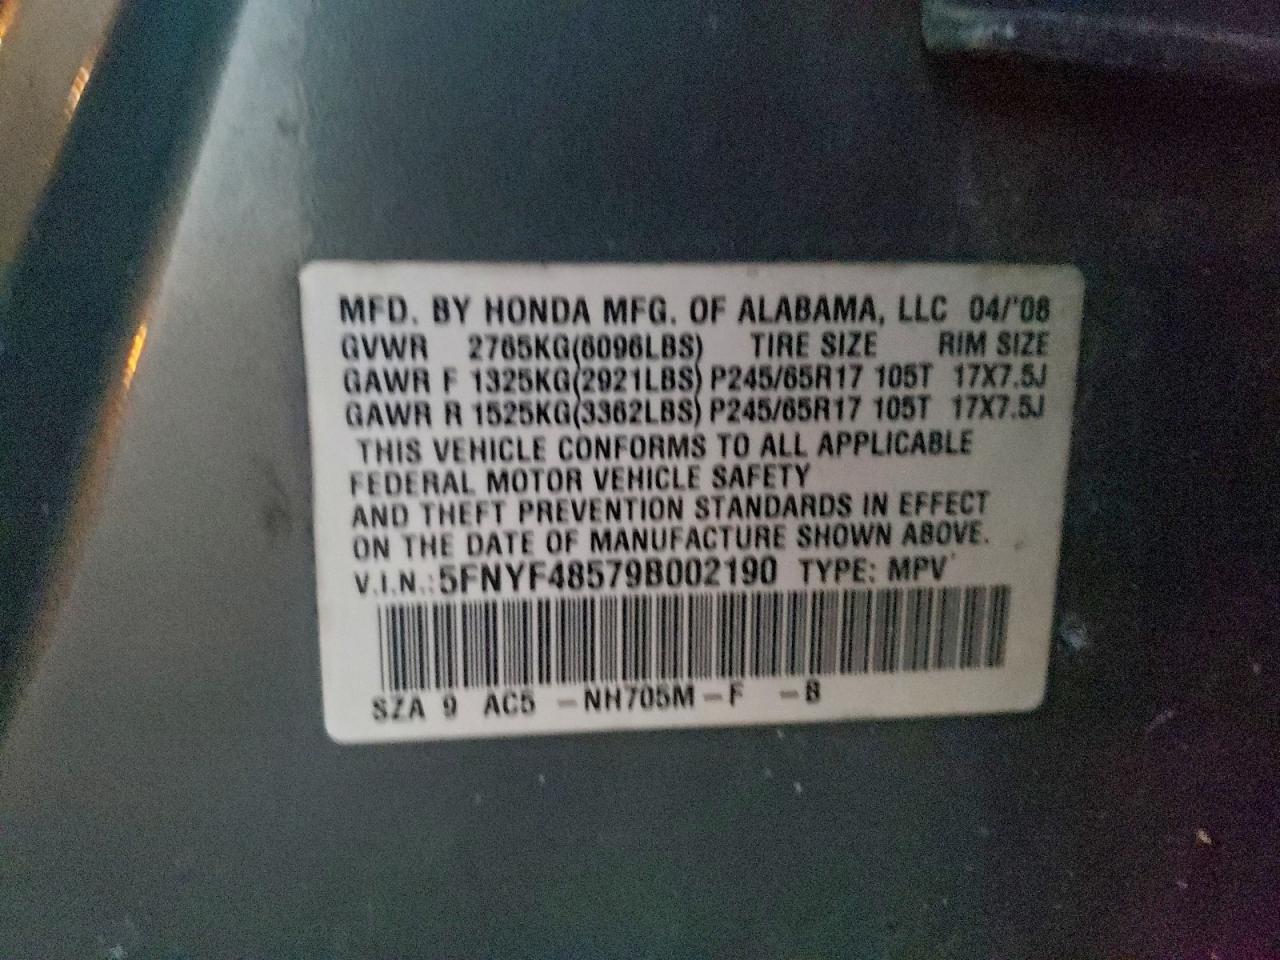 MFD. BY HONDA MFG. OF ALABAMA, LLC 04/'08
GVWR 2765KG(6096LBS) TIRE SIZE RIM SIZE
GAWR F 1325KG(2921LBS) P245/65R17 105T 17X7.5J
GAWR R 1525KG(3362LBS) P245/65R17 105T 17X7.5J
THIS VEHICLE CONFORMS TO ALL APPLICABLE
FEDERAL MOTOR VEHICLE SAFETY
AND THEFT PREVENTION STANDARDS IN EFFECT
ON THE DATE OF MANUFACTURE SHOWN ABOVE.
V.I.N.: 5FNYF48579B002190 TYPE: MPV
SZA 9 AC5 -NH705M-F -B